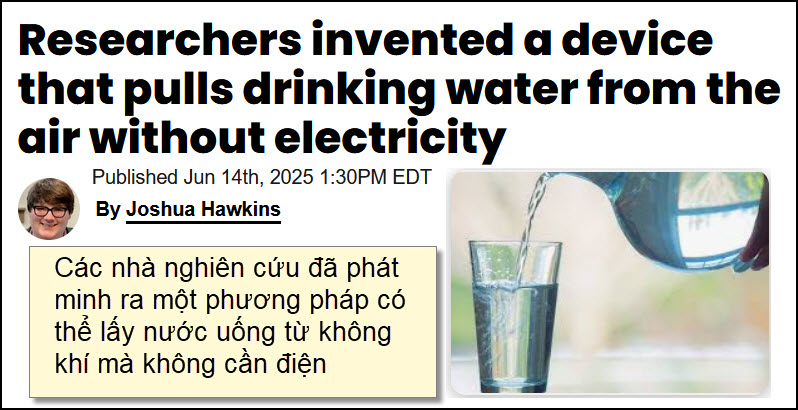 Researchers invented a device
that pulls drinking water from the
air without electricity
Published Jun 14th, 2025 1:30PM EDT
By Joshua Hawkins
Các nhà nghiên cứu đã phát
minh ra một phương pháp có
thể lấy nước uống từ không
khí mà không cần điện